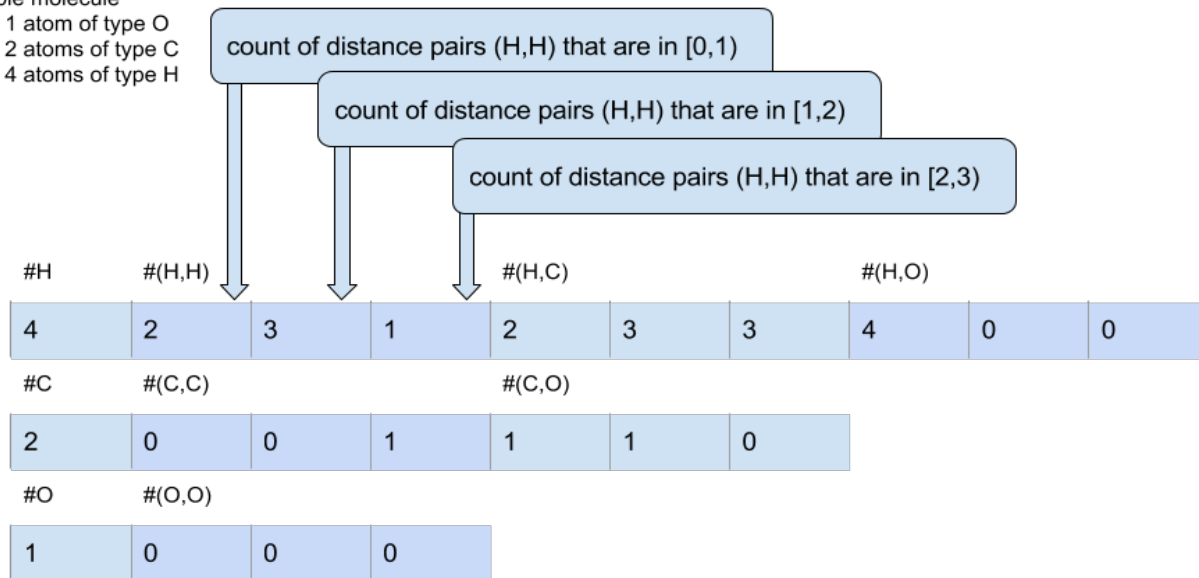 1 atom of type O
2 atoms of type C
4 atoms of type H
count of distance pairs (H,H) that are in [0,1)
count of distance pairs (H,H) that are in [1,2)
count of distance pairs (H,H) that are in [2,3)
#H #(H,H) #(H,C) #(H,O)
4 2 3 1 2 3 3 4 0 0
#C #(C,C) #(C,O)
2 0 0 1 1 1 0
#O #(O,O)
1 0 0 0